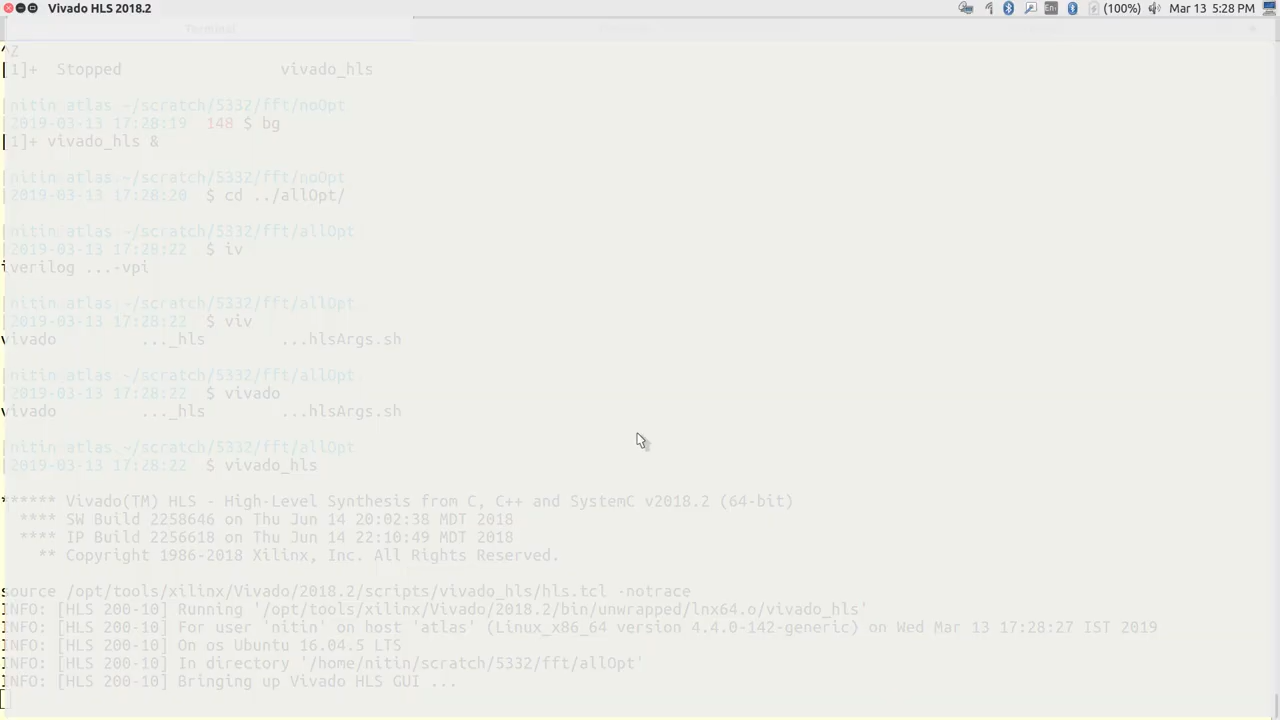 Vivado HLS 2018.2
En
(100%)
Mar 13 5:28 PM
Terminal
^Z
[1]+  Stopped                 vivado_hls
|nitin atlas ~/scratch/5332/fft/noOpt
|2019-03-13 17:28:19  148 $ bg
[1]+ vivado_hls &
|nitin atlas ~/scratch/5332/fft/noOpt
|2019-03-13 17:28:20  $ cd ../allOpt/
|nitin atlas ~/scratch/5332/fft/allOpt
|2019-03-13 17:28:22  $ iv
iverilog ...-vpi
|nitin atlas ~/scratch/5332/fft/allOpt
|2019-03-13 17:28:22  $ viv
vivado         ..._hls        ...hlsArgs.sh
|nitin atlas ~/scratch/5332/fft/allOpt
|2019-03-13 17:28:22  $ vivado
vivado         ..._hls        ...hlsArgs.sh
|nitin atlas ~/scratch/5332/fft/allOpt
|2019-03-13 17:28:22  $ vivado_hls
****** Vivado(TM) HLS - High-Level Synthesis from C, C++ and SystemC v2018.2 (64-bit)
  **** SW Build 2258646 on Thu Jun 14 20:02:38 MDT 2018
  **** IP Build 2256618 on Thu Jun 14 22:10:49 MDT 2018
    ** Copyright 1986-2018 Xilinx, Inc. All Rights Reserved.
source /opt/tools/xilinx/Vivado/2018.2/scripts/vivado_hls/hls.tcl -notrace
INFO: [HLS 200-10] Running '/opt/tools/xilinx/Vivado/2018.2/bin/unwrapped/lnx64.o/vivado_hls'
INFO: [HLS 200-10] For user 'nitin' on host 'atlas' (Linux_x86_64 version 4.4.0-142-generic) on Wed Mar 13 17:28:27 IST 2019
INFO: [HLS 200-10] On os Ubuntu 16.04.5 LTS
INFO: [HLS 200-10] In directory '/home/nitin/scratch/5332/fft/allOpt'
INFO: [HLS 200-10] Bringing up Vivado HLS GUI ...